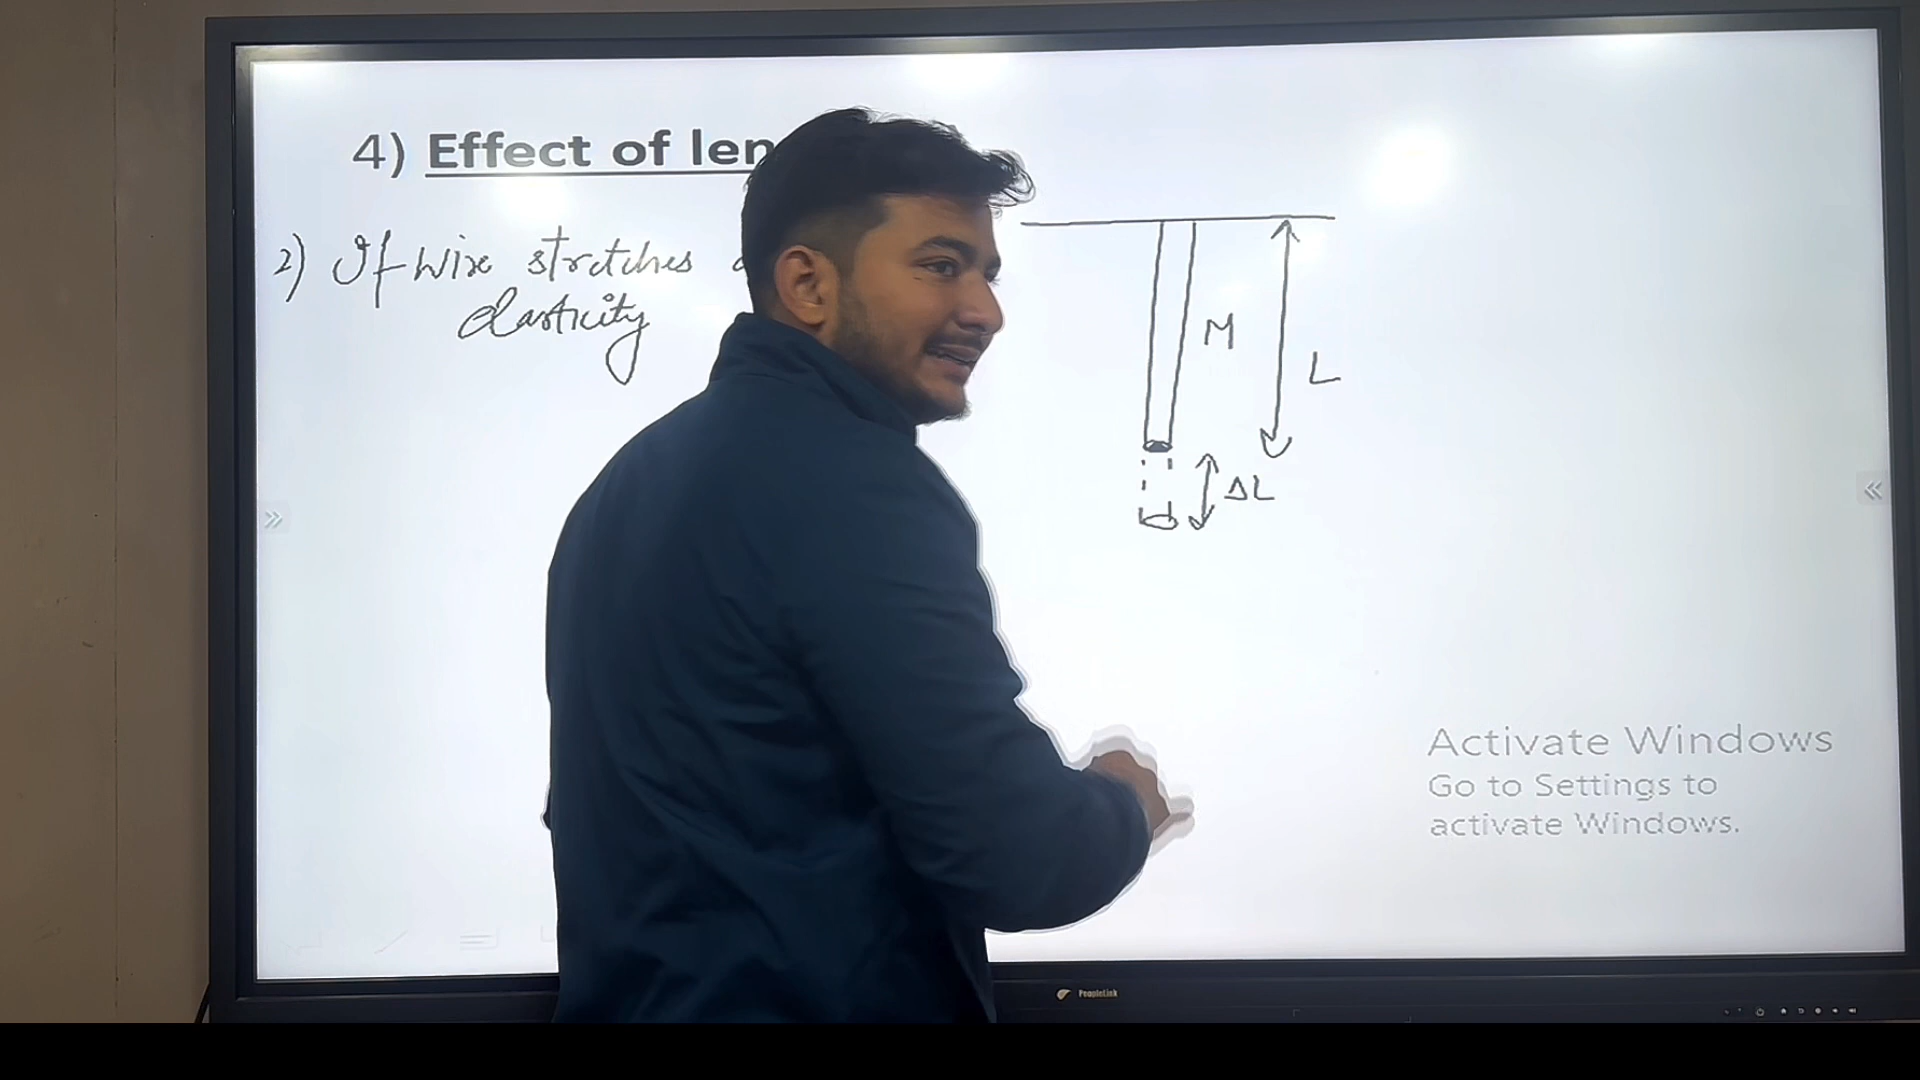 4) Effect of len
2) If wire stretches
elasticity
M
L
ΔL
Activate Windows
Go to Settings to
activate Windows.
PeopleLink